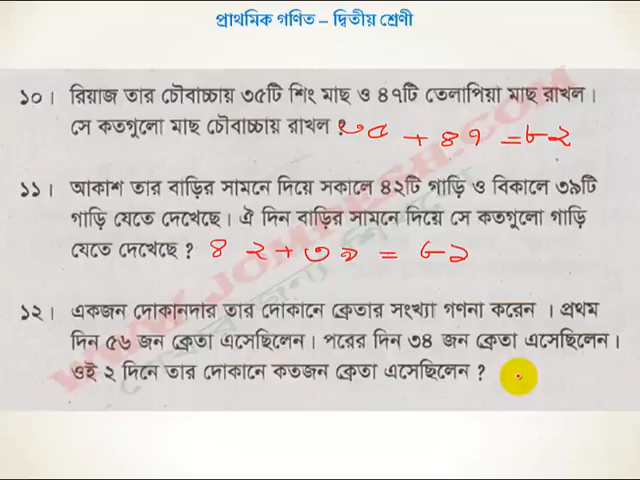 প্রাথমিক গণিত – দ্বিতীয় শ্রেণী
১০। রিয়াজ তার চৌবাচ্চায় ৩৫টি শিং মাছ ও ৪৭টি তেলাপিয়া মাছ রাখল।
সে কতগুলো মাছ চৌবাচ্চায় রাখল ? ৩৫ + ৪৭ = ৮২
১১। আকাশ তার বাড়ির সামনে দিয়ে সকালে ৪২টি গাড়ি ও বিকালে ৩৯টি
গাড়ি যেতে দেখেছে। ঐ দিন বাড়ির সামনে দিয়ে সে কতগুলো গাড়ি
যেতে দেখেছে ? ৪২ + ৩৯ = ৮১
১২। একজন দোকানদার তার দোকানে ক্রেতার সংখ্যা গণনা করেন । প্রথম
দিন ৫৬ জন ক্রেতা এসেছিলেন। পরের দিন ৩৪ জন ক্রেতা এসেছিলেন।
ওই ২ দিনে তার দোকানে কতজন ক্রেতা এসেছিলেন ?